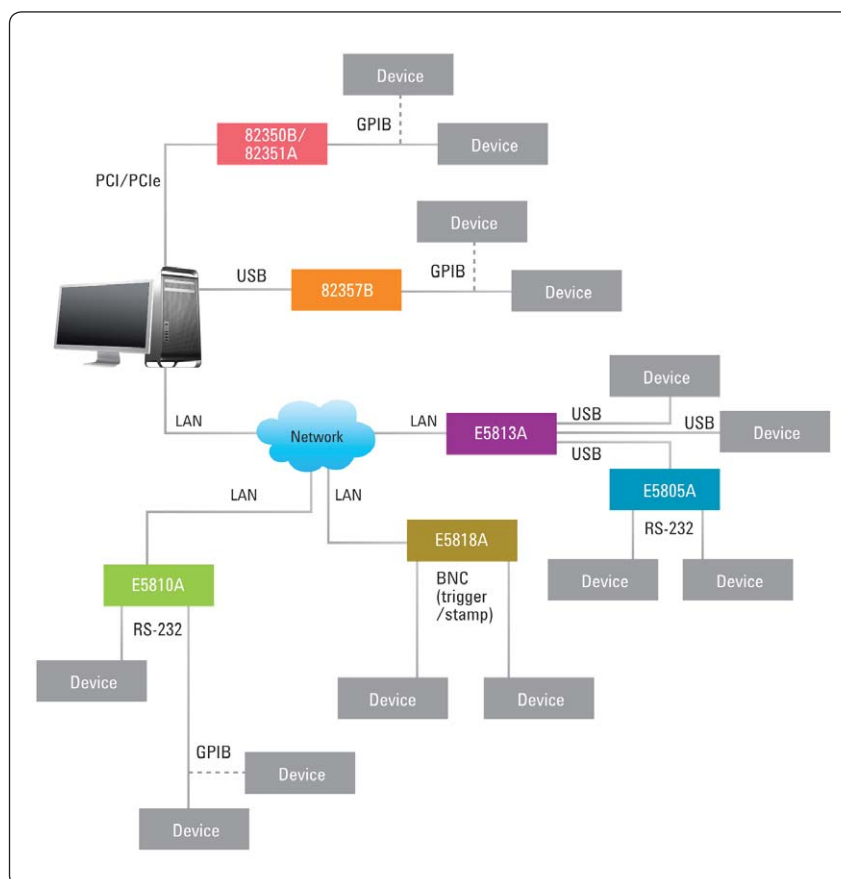 Device
82350B/
82351A
GPIB
Device
PCI/PCIe
Device
USB
82357B
GPIB
Device
Device
LAN
Network
LAN
E5813A
USB
USB
Device
USB
LAN
LAN
E5805A
E5818A
RS-232
E5810A
BNC
(trigger
/stamp)
Device
Device
RS-232
Device
Device
Device
GPIB
Device
Device